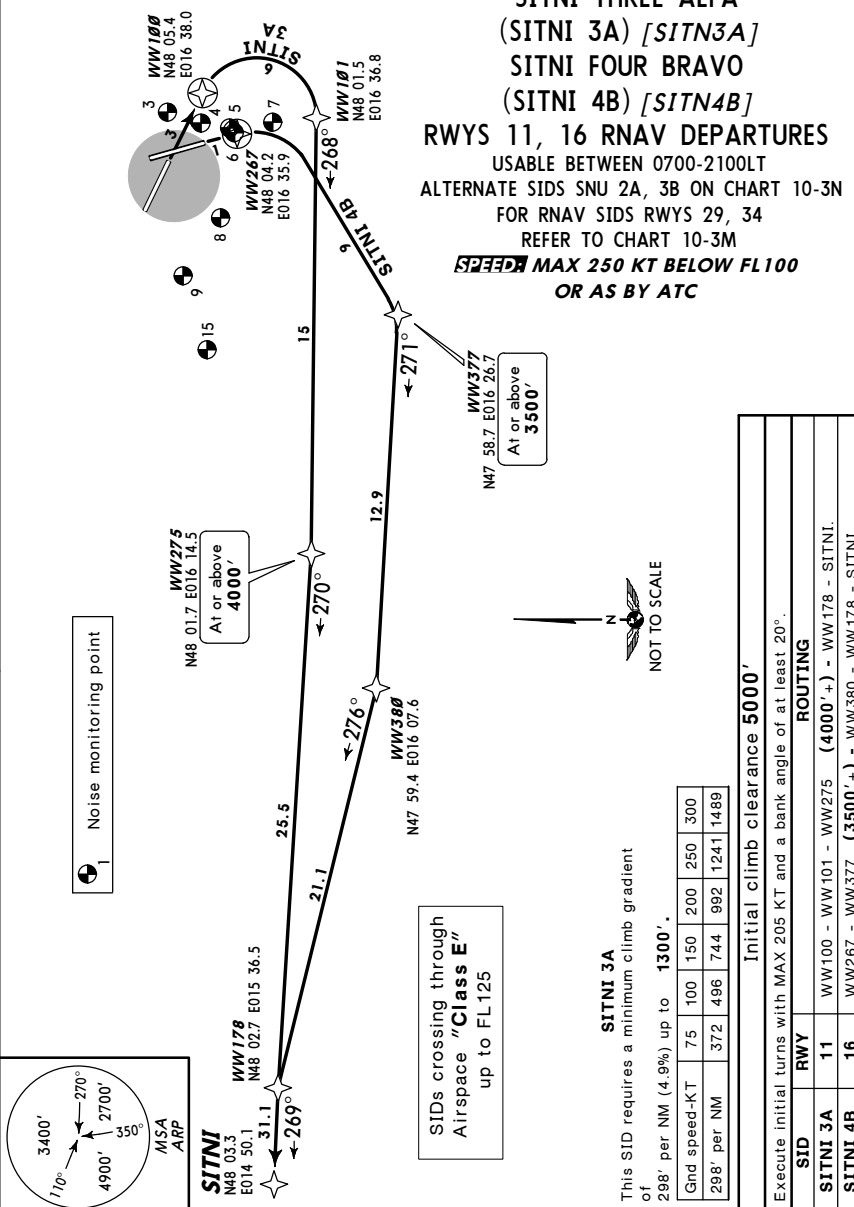 SITNI THREE ALFA
(SITNI 3A) [SITN3A]
SITNI FOUR BRAVO
(SITNI 4B) [SITN4B]
RWYS 11, 16 RNAV DEPARTURES
USABLE BETWEEN 0700-2100LT
ALTERNATE SIDS SNU 2A, 3B ON CHART 10-3N
FOR RNAV SIDS RWYS 29, 34
REFER TO CHART 10-3M
SPEED: MAX 250 KT BELOW FL100
OR AS BY ATC
WW100
N48 05.4
E016 38.0
SITNI
3A
6
WW101
N48 01.5
E016 36.8
3
3
4
5
6
7
8
9
15
1
WW267
N48 04.2
E016 35.9
268°
SITNI 4B
9
15
271°
WW377
N47 58.7 E016 26.7
At or above
3500'
12.9
WW275
N48 01.7 E016 14.5
At or above
4000'
270°
1 Noise monitoring point
WW380
N47 59.4 E016 07.6
276°
25.5
21.1
N
NOT TO SCALE
WW178
N48 02.7 E015 36.5
SITNI
N48 03.3
E014 50.1
31.1
269°
3400'
110°
270°
2700'
4900'
350°
MSA
ARP
SIDs crossing through
Airspace "Class E"
up to FL125
SITNI 3A
This SID requires a minimum climb gradient
of
298' per NM (4.9%) up to 1300'.
Gnd speed-KT 75 100 150 200 250 300
298' per NM 372 496 744 992 1241 1489
Initial climb clearance 5000'
Execute initial turns with MAX 205 KT and a bank angle of at least 20°.
SID RWY ROUTING
SITNI 3A 11 WW100 - WW101 - WW275 (4000'+) - WW178 - SITNI.
SITNI 4B 16 WW267 - WW377 (3500'+) - WW380 - WW178 - SITNI.